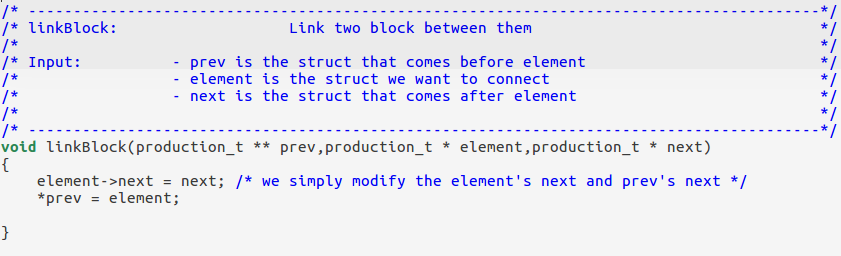 /* ----------------------------------------------------------------------------------------*/
/* linkBlock:                   Link two block between them                                */
/*                                                                                         */
/* Input:          - prev is the struct that comes before element                          */
/*                 - element is the struct we want to connect                              */
/*                 - next is the struct that comes after element                           */
/*                                                                                         */
/* ----------------------------------------------------------------------------------------*/
void linkBlock(production_t ** prev,production_t * element,production_t * next)
{
    element->next = next; /* we simply modify the element's next and prev's next */
    *prev = element;
}